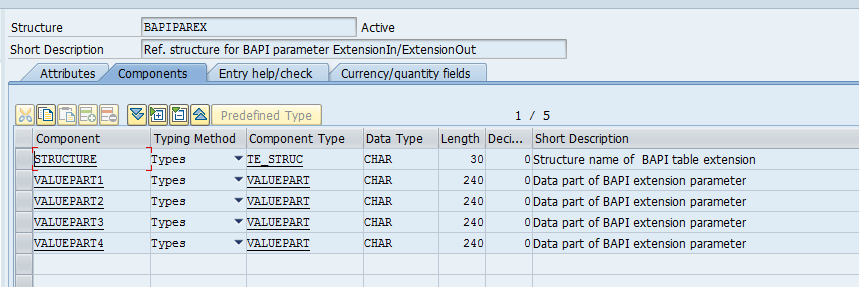 Structure BAPIPAREX Active
Short Description Ref. structure for BAPI parameter ExtensionIn/ExtensionOut
Attributes Components Entry help/check Currency/quantity fields
Predefined Type 1 / 5
Component Typing Method Component Type Data Type Length Deci... Short Description
STRUCTURE Types TE_STRUC CHAR 30 0 Structure name of BAPI table extension
VALUEPART1 Types VALUEPART CHAR 240 0 Data part of BAPI extension parameter
VALUEPART2 Types VALUEPART CHAR 240 0 Data part of BAPI extension parameter
VALUEPART3 Types VALUEPART CHAR 240 0 Data part of BAPI extension parameter
VALUEPART4 Types VALUEPART CHAR 240 0 Data part of BAPI extension parameter